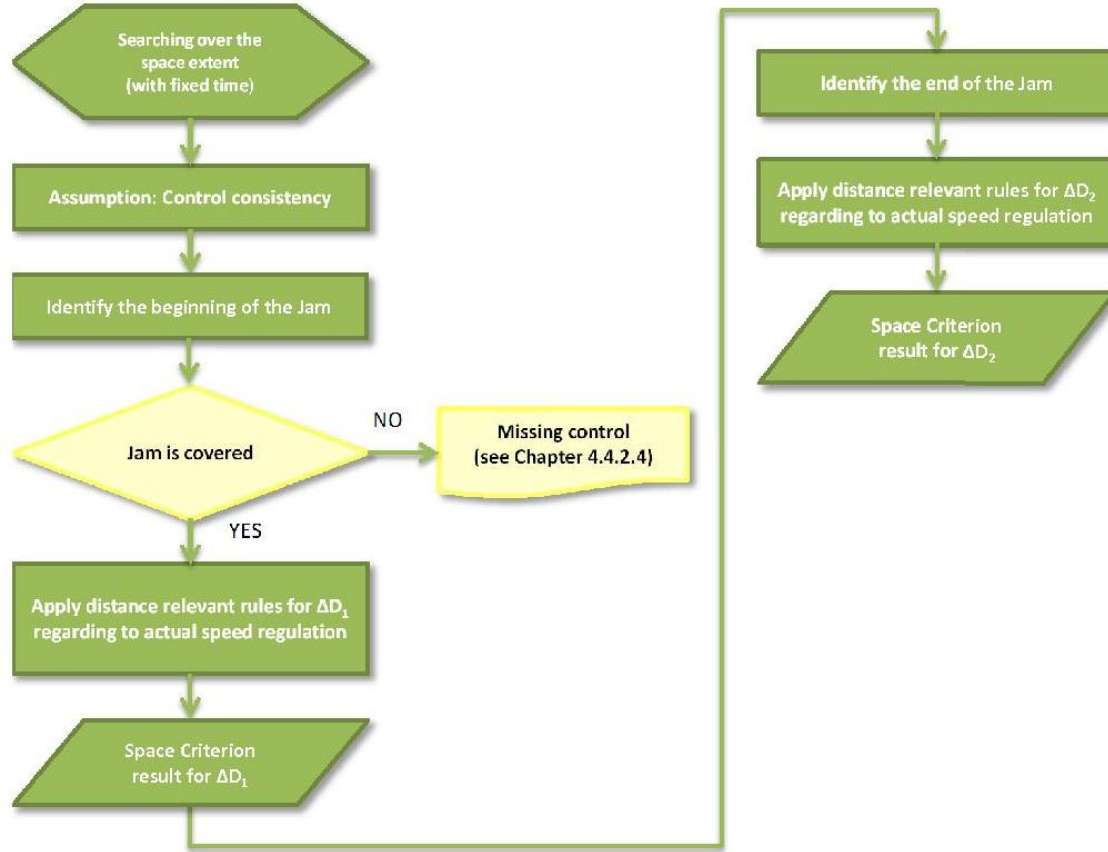 Searching over the
space extent
(with fixed time)
Assumption: Control consistency
Identify the beginning of the Jam
Jam is covered
NO
Missing control
(see Chapter 4.4.2.4)
YES
Apply distance relevant rules for ΔD₁
regarding to actual speed regulation
Space Criterion
result for ΔD₁
Identify the end of the Jam
Apply distance relevant rules for ΔD₂
regarding to actual speed regulation
Space Criterion
result for ΔD₂